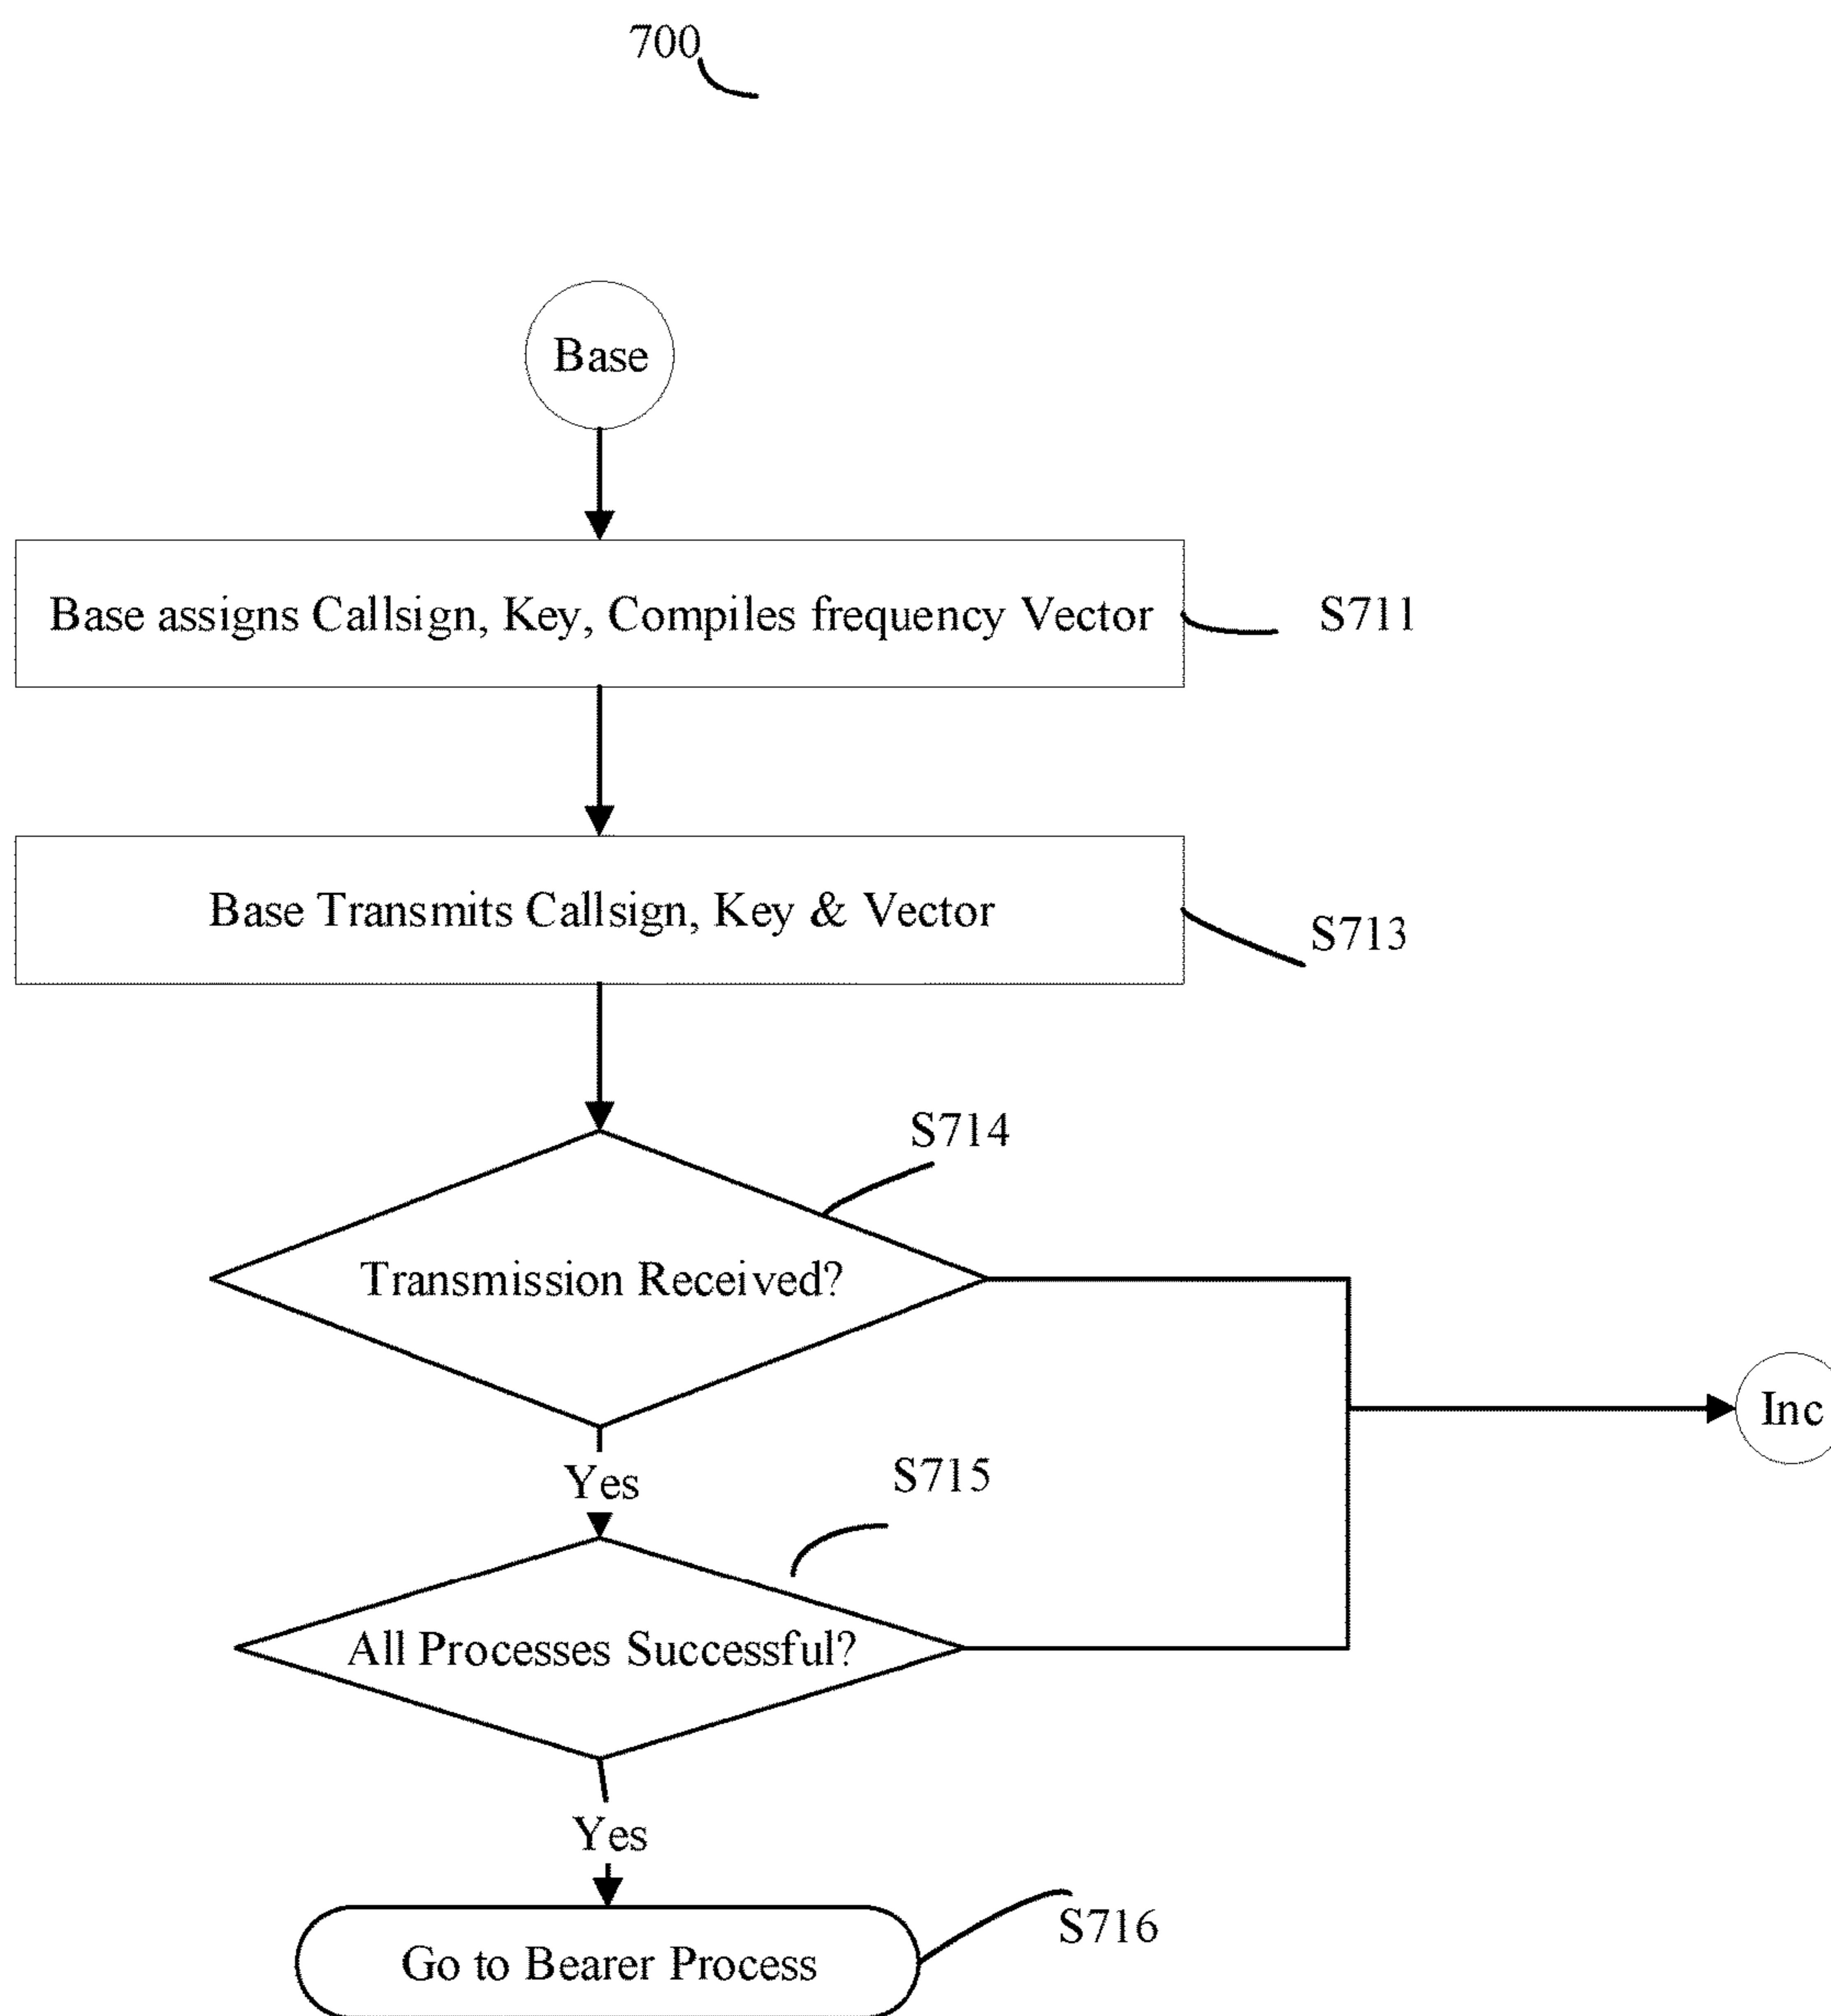 700
Base
Base assigns Callsign, Key, Compiles frequency Vector
S711
Base Transmits Callsign, Key & Vector
S713
S714
Transmission Received?
Inc
Yes
S715
All Processes Successful?
Yes
S716
Go to Bearer Process